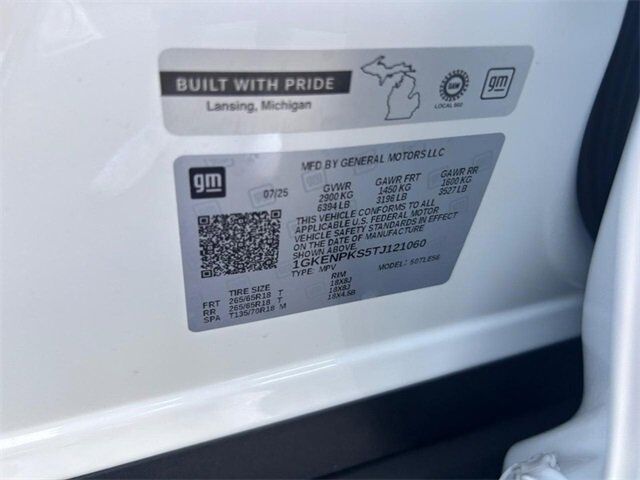 BUILT WITH PRIDE
Lansing, Michigan
LOCAL 602
gm
gm
MFD BY GENERAL MOTORS LLC
07/25
GVWR GAWR FRT GAWR RR
2900 KG 1450 KG 1600 KG
6394 LB 3196 LB 3527 LB
THIS VEHICLE CONFORMS TO ALL
APPLICABLE U.S. FEDERAL MOTOR
VEHICLE SAFETY STANDARDS IN EFFECT ON
THE DATE OF MANUFACTURE
SHOWN ABOVE.
1GKENPKS5TJ121060
TYPE: MPV MODEL:
TIRE SIZE RIM
FRT 265/65R18 T 18X8J
RR 265/65R18 T 18X8J
SPA T135/70R18 M 18X4.5B